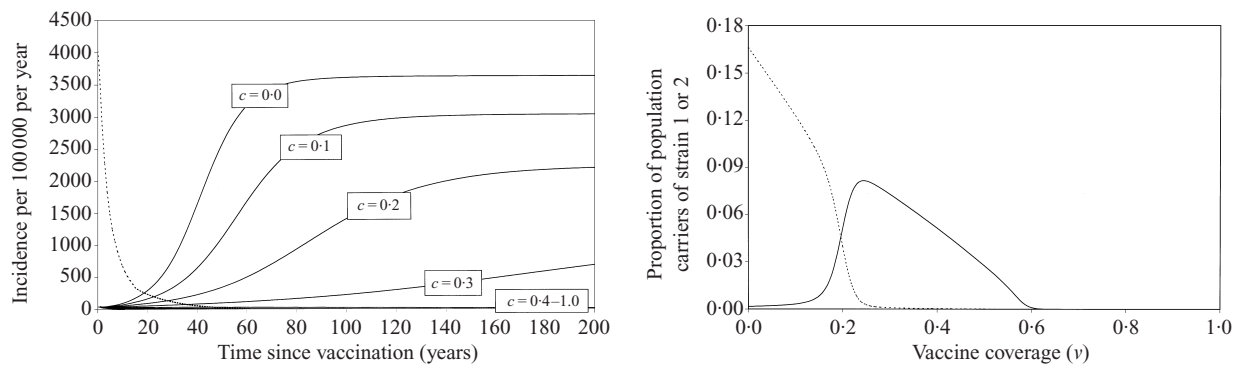 Incidence per 100 000 per year
4500
4000
3500
3000
2500
2000
1500
1000
500
0
c = 0·0
c = 0·1
c = 0·2
c = 0·3
c = 0·4–1·0
0 20 40 60 80 100 120 140 160 180 200
Time since vaccination (years)
Proportion of population
carriers of strain 1 or 2
0·18
0·15
0·12
0·09
0·06
0·03
0·00
0·0 0·2 0·4 0·6 0·8 1·0
Vaccine coverage (v)